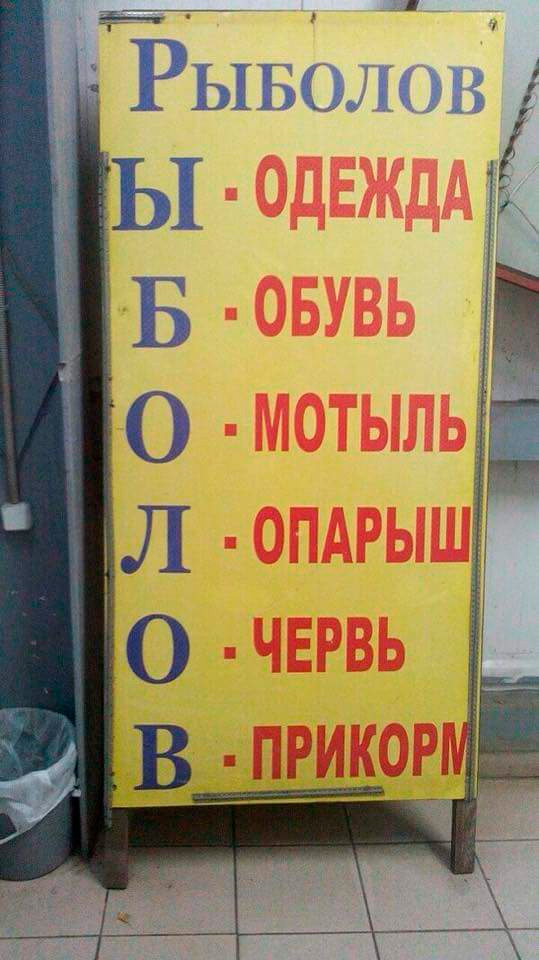 РЫБОЛОВ
Ы - ОДЕЖДА
Б - ОБУВЬ
О - МОТЫЛЬ
Л - ОПАРЫШ
О - ЧЕРВЬ
В - ПРИКОРМ